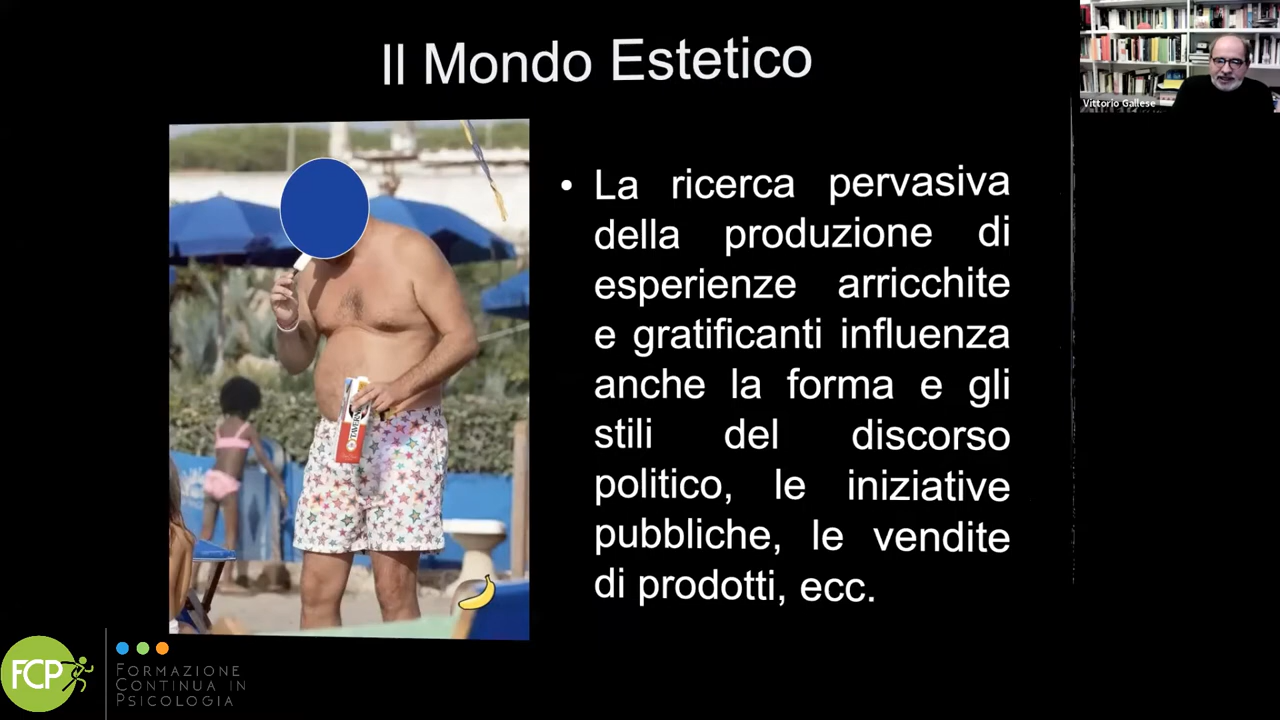 Il Mondo Estetico
Vittorio Gallese
• La ricerca pervasiva
della produzione di
esperienze arricchite
e gratificanti influenza
anche la forma e gli
stili del discorso
politico, le iniziative
pubbliche, le vendite
di prodotti, ecc.
FCP
FORMAZIONE
CONTINUA IN
PSICOLOGIA